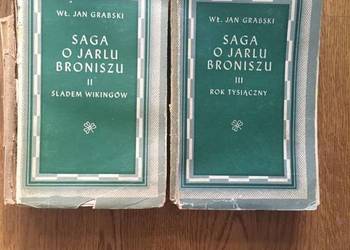 WŁ. JAN GRABSKI
SAGA
O JARLU
BRONISZU
II
ŚLADEM WIKINGÓW
WŁ. JAN GRABSKI
SAGA
O JARLU
BRONISZU
III
ROK TYSIĄCZNY